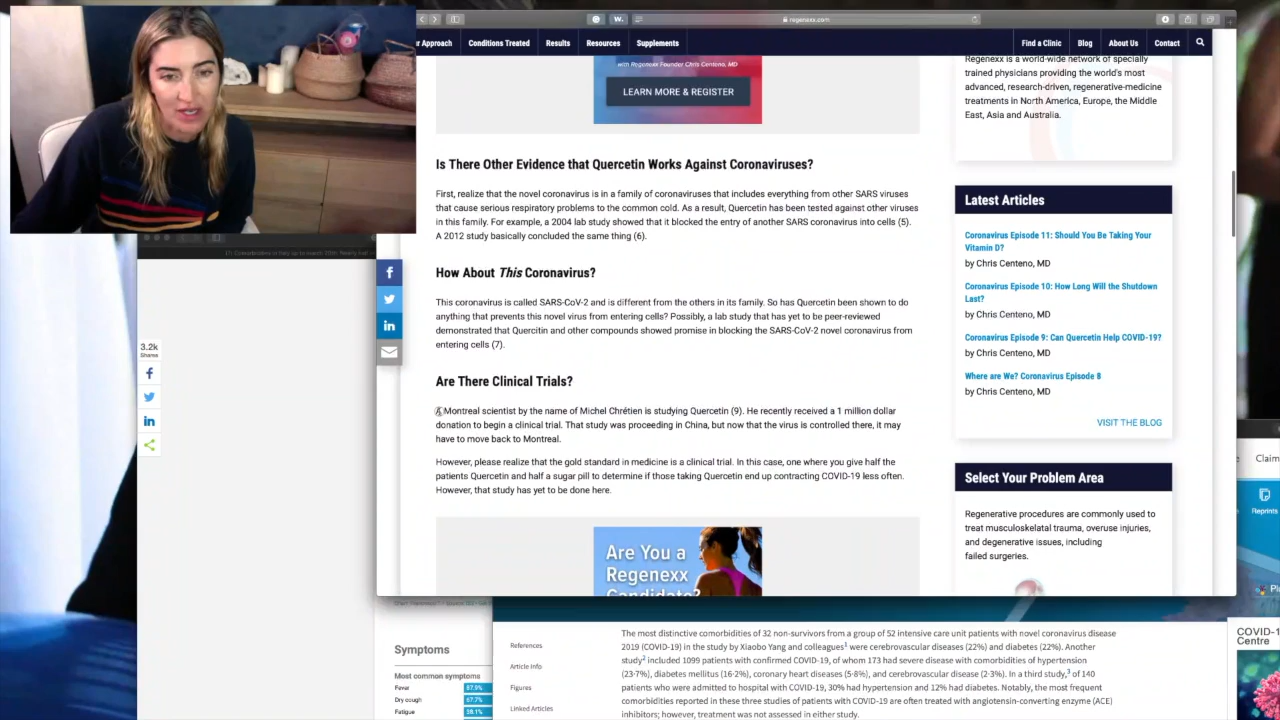 W.
regenexx.com
r Approach
Conditions Treated
Results
Resources
Supplements
Find a Clinic
Blog
About Us
Contact
with Regenexx Founder Chris Centeno, MD
LEARN MORE & REGISTER
Is There Other Evidence that Quercetin Works Against Coronaviruses?
First, realize that the novel coronavirus is in a family of coronaviruses that includes everything from other SARS viruses
that cause serious respiratory problems to the common cold. As a result, Quercetin has been tested against other viruses
in this family. For example, a 2004 lab study showed that it blocked the entry of another SARS coronavirus into cells (5).
A 2012 study basically concluded the same thing (6).
How About This Coronavirus?
This coronavirus is called SARS-CoV-2 and is different from the others in its family. So has Quercetin been shown to do
anything that prevents this novel virus from entering cells? Possibly, a lab study that has yet to be peer-reviewed
demonstrated that Quercitin and other compounds showed promise in blocking the SARS-CoV-2 novel coronavirus from
entering cells (7).
Are There Clinical Trials?
A Montreal scientist by the name of Michel Chrétien is studying Quercetin (9). He recently received a 1 million dollar
donation to begin a clinical trial. That study was proceeding in China, but now that the virus is controlled there, it may
have to move back to Montreal.
However, please realize that the gold standard in medicine is a clinical trial. In this case, one where you give half the
patients Quercetin and half a sugar pill to determine if those taking Quercetin end up contracting COVID-19 less often.
However, that study has yet to be done here.
Are You a
Regenexx
Candidate?
Regenexx is a world-wide network of specially
trained physicians providing the world's most
advanced, research-driven, regenerative-medicine
treatments in North America, Europe, the Middle
East, Asia and Australia.
Latest Articles
Coronavirus Episode 11: Should You Be Taking Your
Vitamin D?
by Chris Centeno, MD
Coronavirus Episode 10: How Long Will the Shutdown
Last?
by Chris Centeno, MD
Coronavirus Episode 9: Can Quercetin Help COVID-19?
by Chris Centeno, MD
Where are We? Coronavirus Episode 8
by Chris Centeno, MD
VISIT THE BLOG
Select Your Problem Area
Regenerative procedures are commonly used to
treat musculoskelatal trauma, overuse injuries,
and degenerative issues, including
failed surgeries.
3.2k
Shares
Claim
Reprints
COVID-1
Centre
Symptoms
Most common symptoms
Fever 87.9%
Dry cough 67.7%
Fatigue 38.1%
References
Article Info
Figures
Linked Articles
The most distinctive comorbidities of 32 non-survivors from a group of 52 intensive care unit patients with novel coronavirus disease
2019 (COVID-19) in the study by Xiaobo Yang and colleagues1 were cerebrovascular diseases (22%) and diabetes (22%). Another
study2 included 1099 patients with confirmed COVID-19, of whom 173 had severe disease with comorbidities of hypertension
(23·7%), diabetes mellitus (16·2%), coronary heart diseases (5·8%), and cerebrovascular disease (2·3%). In a third study,3 of 140
patients who were admitted to hospital with COVID-19, 30% had hypertension and 12% had diabetes. Notably, the most frequent
comorbidities reported in these three studies of patients with COVID-19 are often treated with angiotensin-converting enzyme (ACE)
inhibitors; however, treatment was not assessed in either study.